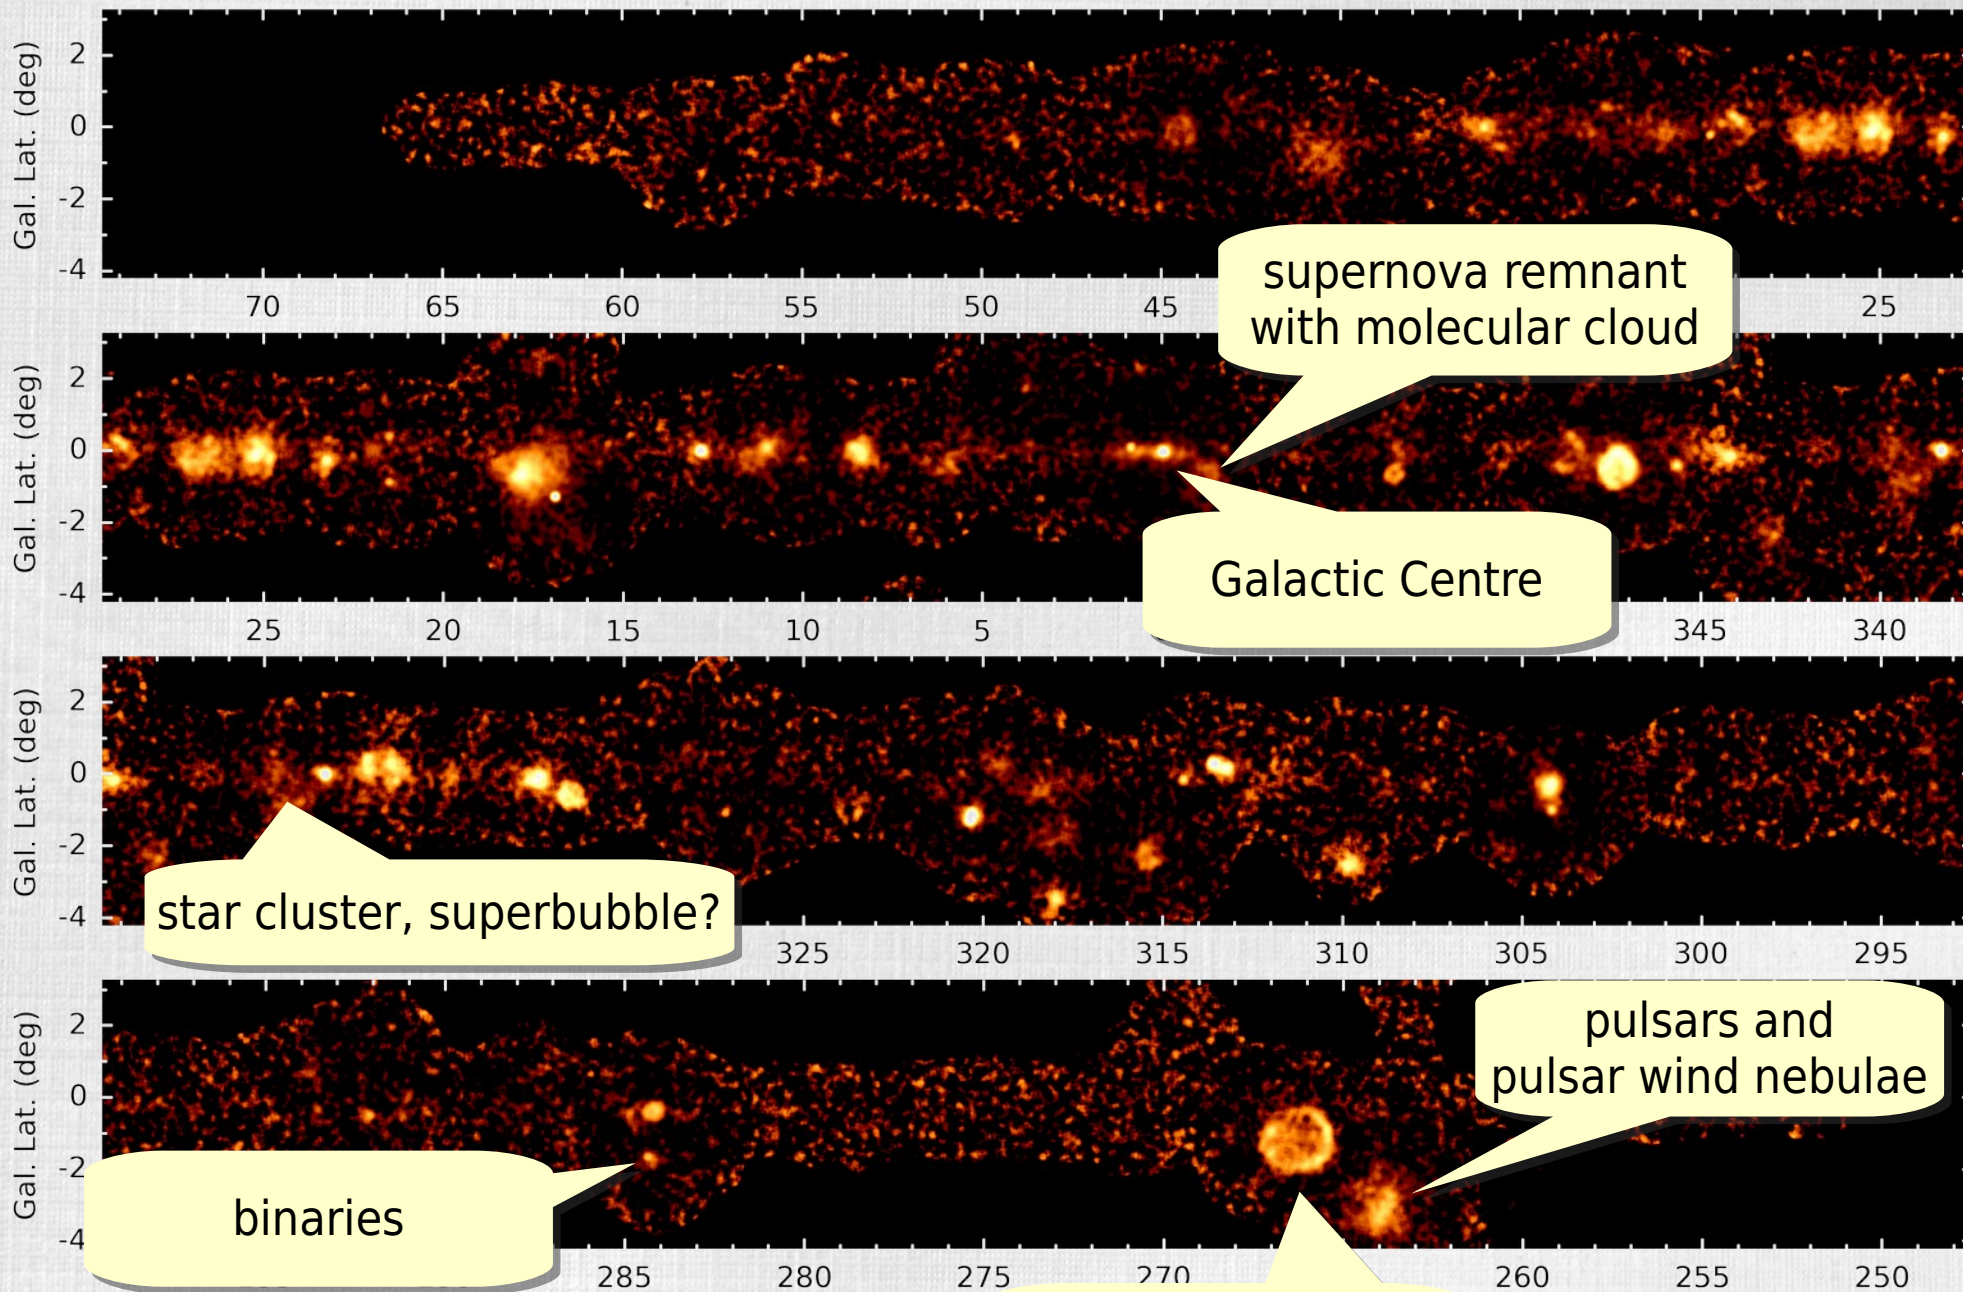 Gal. Lat. (deg)
2
0
-2
-4
70 65 60 55 50 45 25
supernova remnant
with molecular cloud
Gal. Lat. (deg)
2
0
-2
-4
Galactic Centre
25 20 15 10 5 345 340
Gal. Lat. (deg)
2
0
-2
-4
star cluster, superbubble?
325 320 315 310 305 300 295
Gal. Lat. (deg)
2
0
-2
-4
pulsars and
pulsar wind nebulae
binaries
285 280 275 270 260 255 250